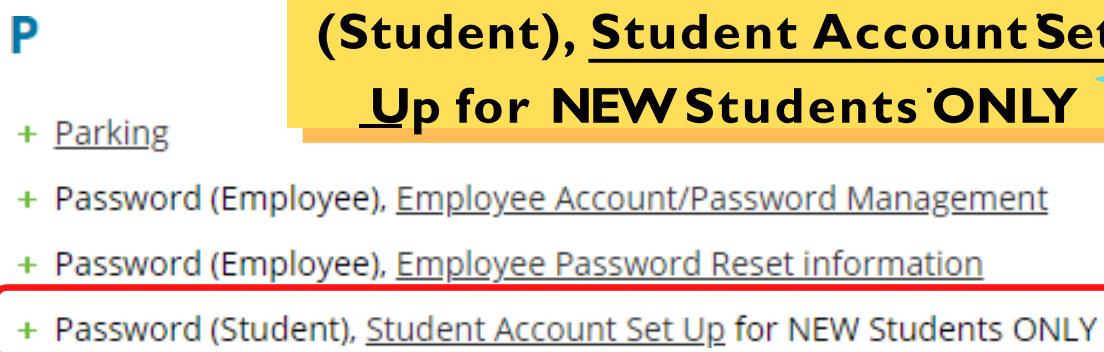 P
(Student), Student Account Set
Up for NEW Students ONLY
+ Parking
+ Password (Employee), Employee Account/Password Management
+ Password (Employee), Employee Password Reset information
+ Password (Student), Student Account Set Up for NEW Students ONLY